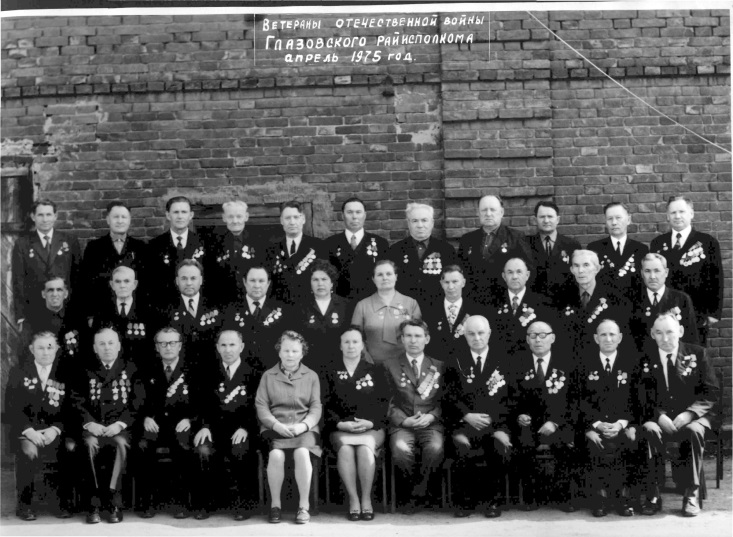 Ветераны отечественной войны
Глазовского райисполкома
апрель 1975 год.